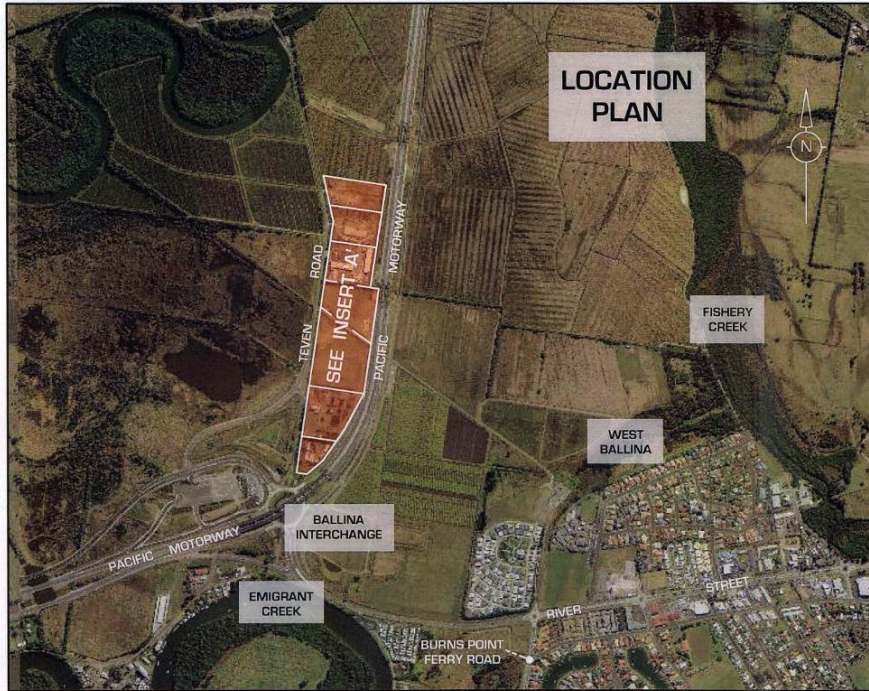 LOCATION
PLAN
N
ROAD
TEVEN
SEE INSERT 'A'
MOTORWAY
PACIFIC
FISHERY
CREEK
WEST
BALLINA
BALLINA
INTERCHANGE
PACIFIC MOTORWAY
EMIGRANT
CREEK
RIVER STREET
BURNS POINT
FERRY ROAD